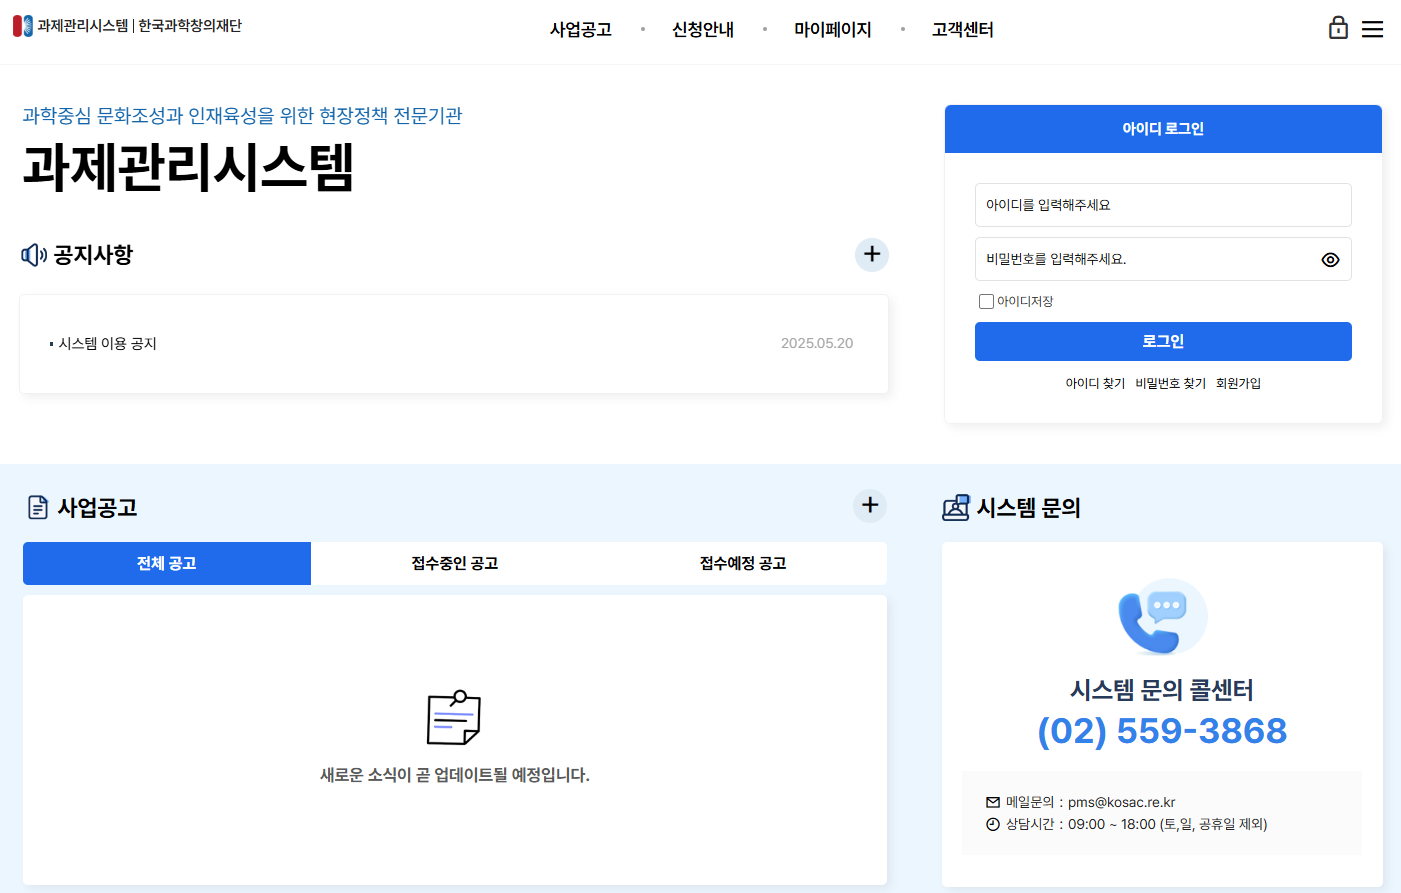 과제관리시스템 | 한국과학창의재단
사업공고 • 신청안내 • 마이페이지 • 고객센터
과학중심 문화조성과 인재육성을 위한 현장정책 전문기관
과제관리시스템
공지사항
시스템 이용 공지 2025.05.20
아이디 로그인
아이디를 입력해주세요
비밀번호를 입력해주세요.
아이디저장
로그인
아이디 찾기 비밀번호 찾기 회원가입
사업공고
전체 공고 접수중인 공고 접수예정 공고
새로운 소식이 곧 업데이트될 예정입니다.
시스템 문의
시스템 문의 콜센터
(02) 559-3868
메일문의 : pms@kosac.re.kr
상담시간 : 09:00 ~ 18:00 (토,일, 공휴일 제외)